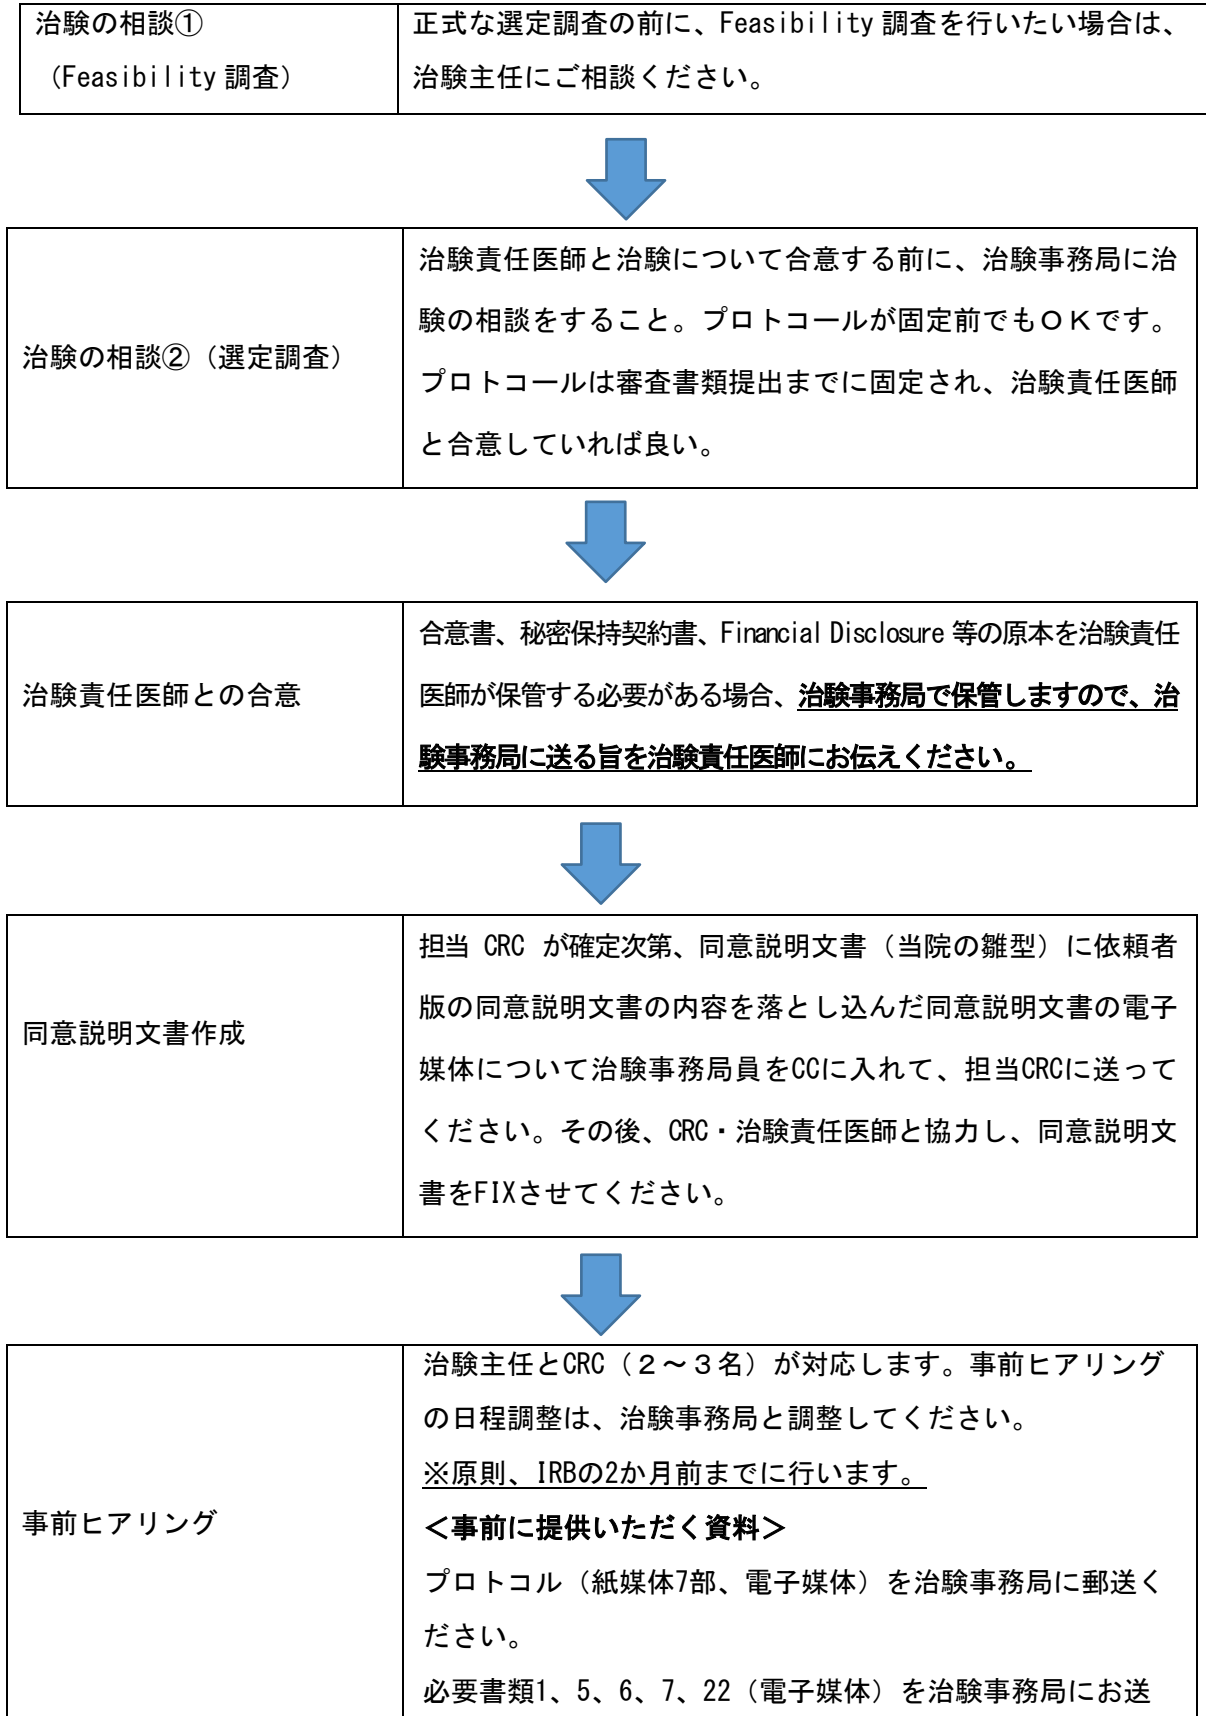 治験の相談①
（Feasibility 調査）
正式な選定調査の前に、Feasibility 調査を行いたい場合は、
治験主任にご相談ください。
治験の相談②（選定調査）
治験責任医師と治験について合意する前に、治験事務局に治
験の相談をすること。プロトコールが固定前でもＯＫです。
プロトコールは審査書類提出までに固定され、治験責任医師
と合意していれば良い。
治験責任医師との合意
合意書、秘密保持契約書、Financial Disclosure 等の原本を治験責任
医師が保管する必要がある場合、治験事務局で保管しますので、治
験事務局に送る旨を治験責任医師にお伝えください。
同意説明文書作成
担当 CRC が確定次第、同意説明文書（当院の雛型）に依頼者
版の同意説明文書の内容を落とし込んだ同意説明文書の電子
媒体について治験事務局員をCCに入れて、担当CRCに送って
ください。その後、CRC・治験責任医師と協力し、同意説明文
書をFIXさせてください。
事前ヒアリング
治験主任とCRC（２～３名）が対応します。事前ヒアリング
の日程調整は、治験事務局と調整してください。
※原則、IRBの2か月前までに行います。
＜事前に提供いただく資料＞
プロトコル（紙媒体7部、電子媒体）を治験事務局に郵送く
ださい。
必要書類1、5、6、7、22（電子媒体）を治験事務局にお送